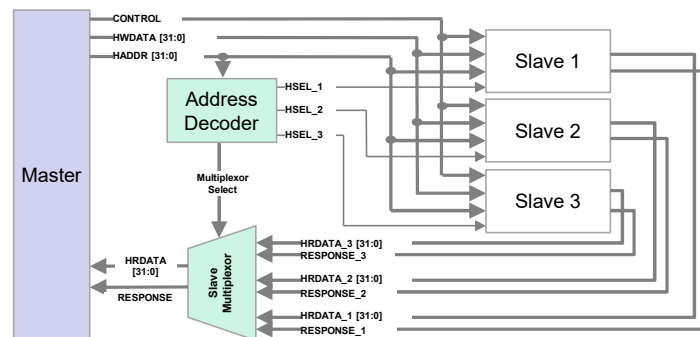 CONTROL
HWDATA [31:0]
HADDR [31:0]
Master
Address
Decoder
HSEL_1
HSEL_2
HSEL_3
Slave 1
Slave 2
Slave 3
Multiplexor
Select
Slave
Multiplexor
HRDATA
[31:0]
RESPONSE
HRDATA_3 [31:0]
RESPONSE_3
HRDATA_2 [31:0]
RESPONSE_2
HRDATA_1 [31:0]
RESPONSE_1